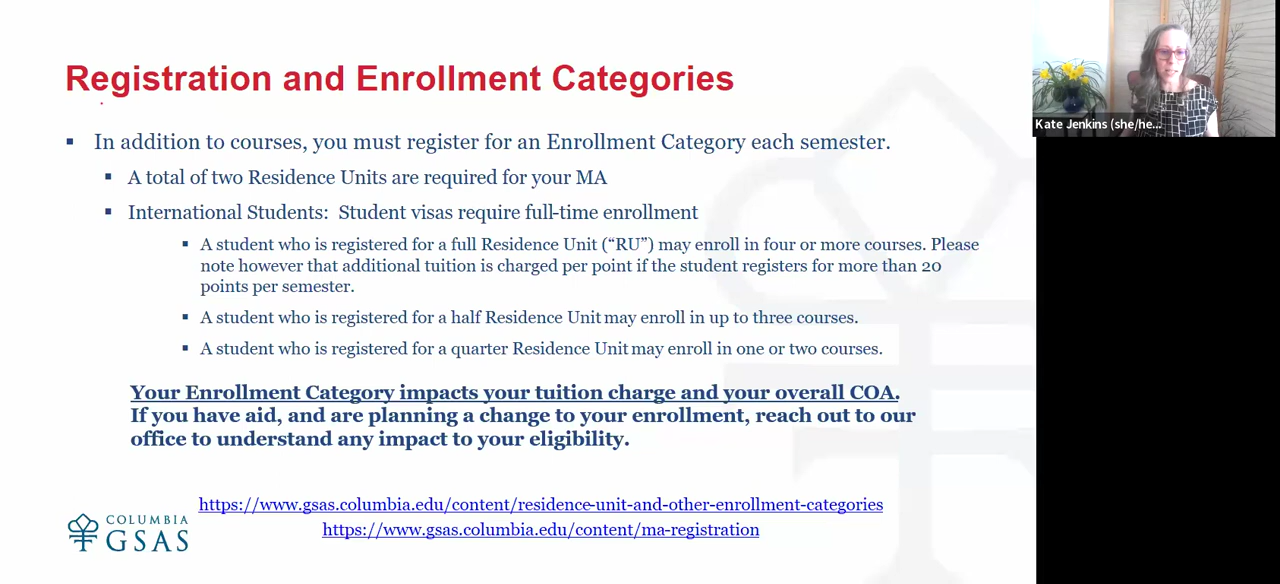 Registration and Enrollment Categories
In addition to courses, you must register for an Enrollment Category each semester.
A total of two Residence Units are required for your MA
International Students: Student visas require full-time enrollment
A student who is registered for a full Residence Unit (“RU”) may enroll in four or more courses. Please
note however that additional tuition is charged per point if the student registers for more than 20
points per semester.
A student who is registered for a half Residence Unit may enroll in up to three courses.
A student who is registered for a quarter Residence Unit may enroll in one or two courses.
Your Enrollment Category impacts your tuition charge and your overall COA.
If you have aid, and are planning a change to your enrollment, reach out to our
office to understand any impact to your eligibility.
https://www.gsas.columbia.edu/content/residence-unit-and-other-enrollment-categories
https://www.gsas.columbia.edu/content/ma-registration
COLUMBIA
GSAS
Kate Jenkins (she/he...